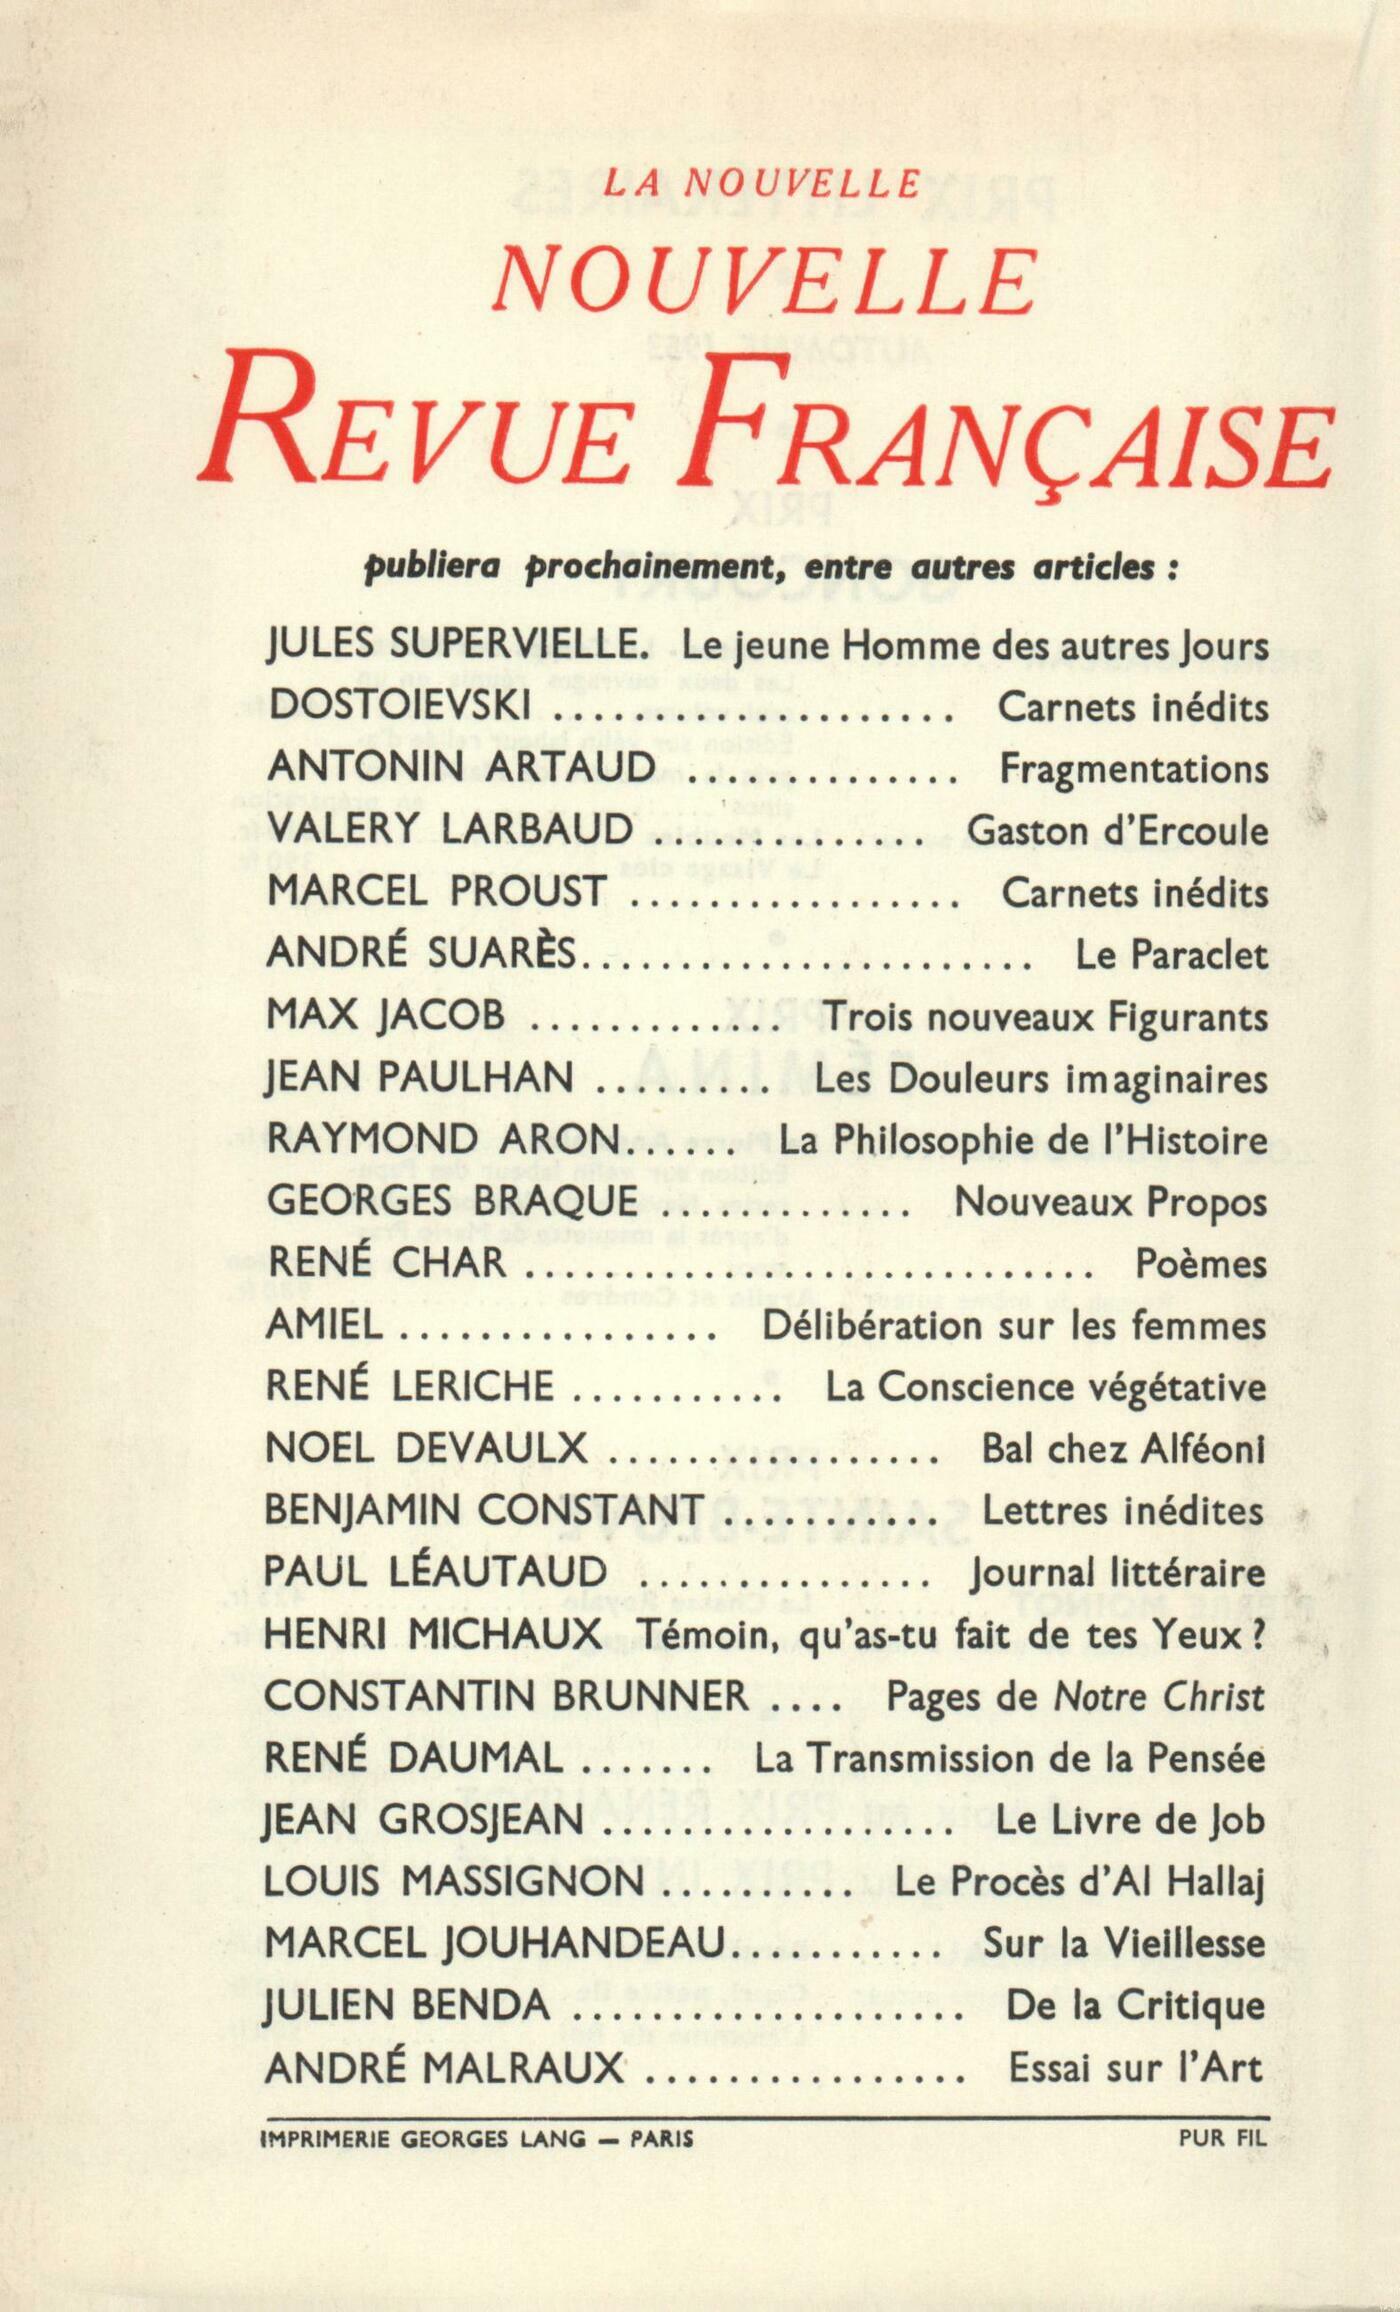 LA NOUVELLE
NOUVELLE
REVUE FRANÇAISE
publiera prochainement, entre autres articles :
JULES SUPERVIELLE. Le jeune Homme des autres Jours
DOSTOIEVSKI .................... Carnets inédits
ANTONIN ARTAUD .............. Fragmentations
VALERY LARBAUD .............. Gaston d'Ercoule
MARCEL PROUST ................. Carnets inédits
ANDRÉ SUARÈS....................... Le Paraclet
MAX JACOB ............. Trois nouveaux Figurants
JEAN PAULHAN ......... Les Douleurs imaginaires
RAYMOND ARON...... La Philosophie de l'Histoire
GEORGES BRAQUE ............. Nouveaux Propos
RENÉ CHAR ............................. Poèmes
AMIEL ................ Délibération sur les femmes
RENÉ LERICHE ........... La Conscience végétative
NOEL DEVAULX ................. Bal chez Alféoni
BENJAMIN CONSTANT ........... Lettres inédites
PAUL LÉAUTAUD ............... Journal littéraire
HENRI MICHAUX Témoin, qu'as-tu fait de tes Yeux ?
CONSTANTIN BRUNNER .... Pages de Notre Christ
RENÉ DAUMAL ....... La Transmission de la Pensée
JEAN GROSJEAN .................. Le Livre de Job
LOUIS MASSIGNON .......... Le Procès d'Al Hallaj
MARCEL JOUHANDEAU........... Sur la Vieillesse
JULIEN BENDA .................... De la Critique
ANDRÉ MALRAUX ................ Essai sur l'Art
IMPRIMERIE GEORGES LANG — PARIS PUR FIL